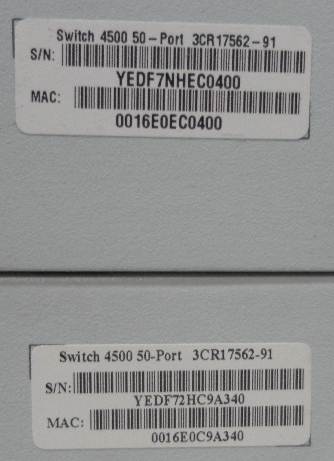 Switch 4500 50-Port 3CR17562-91
S/N:
YEDF7NHEC0400
MAC:
0016E0EC0400
Switch 4500 50-Port 3CR17562-91
S/N:
YEDF72HC9A340
MAC:
0016E0C9A340